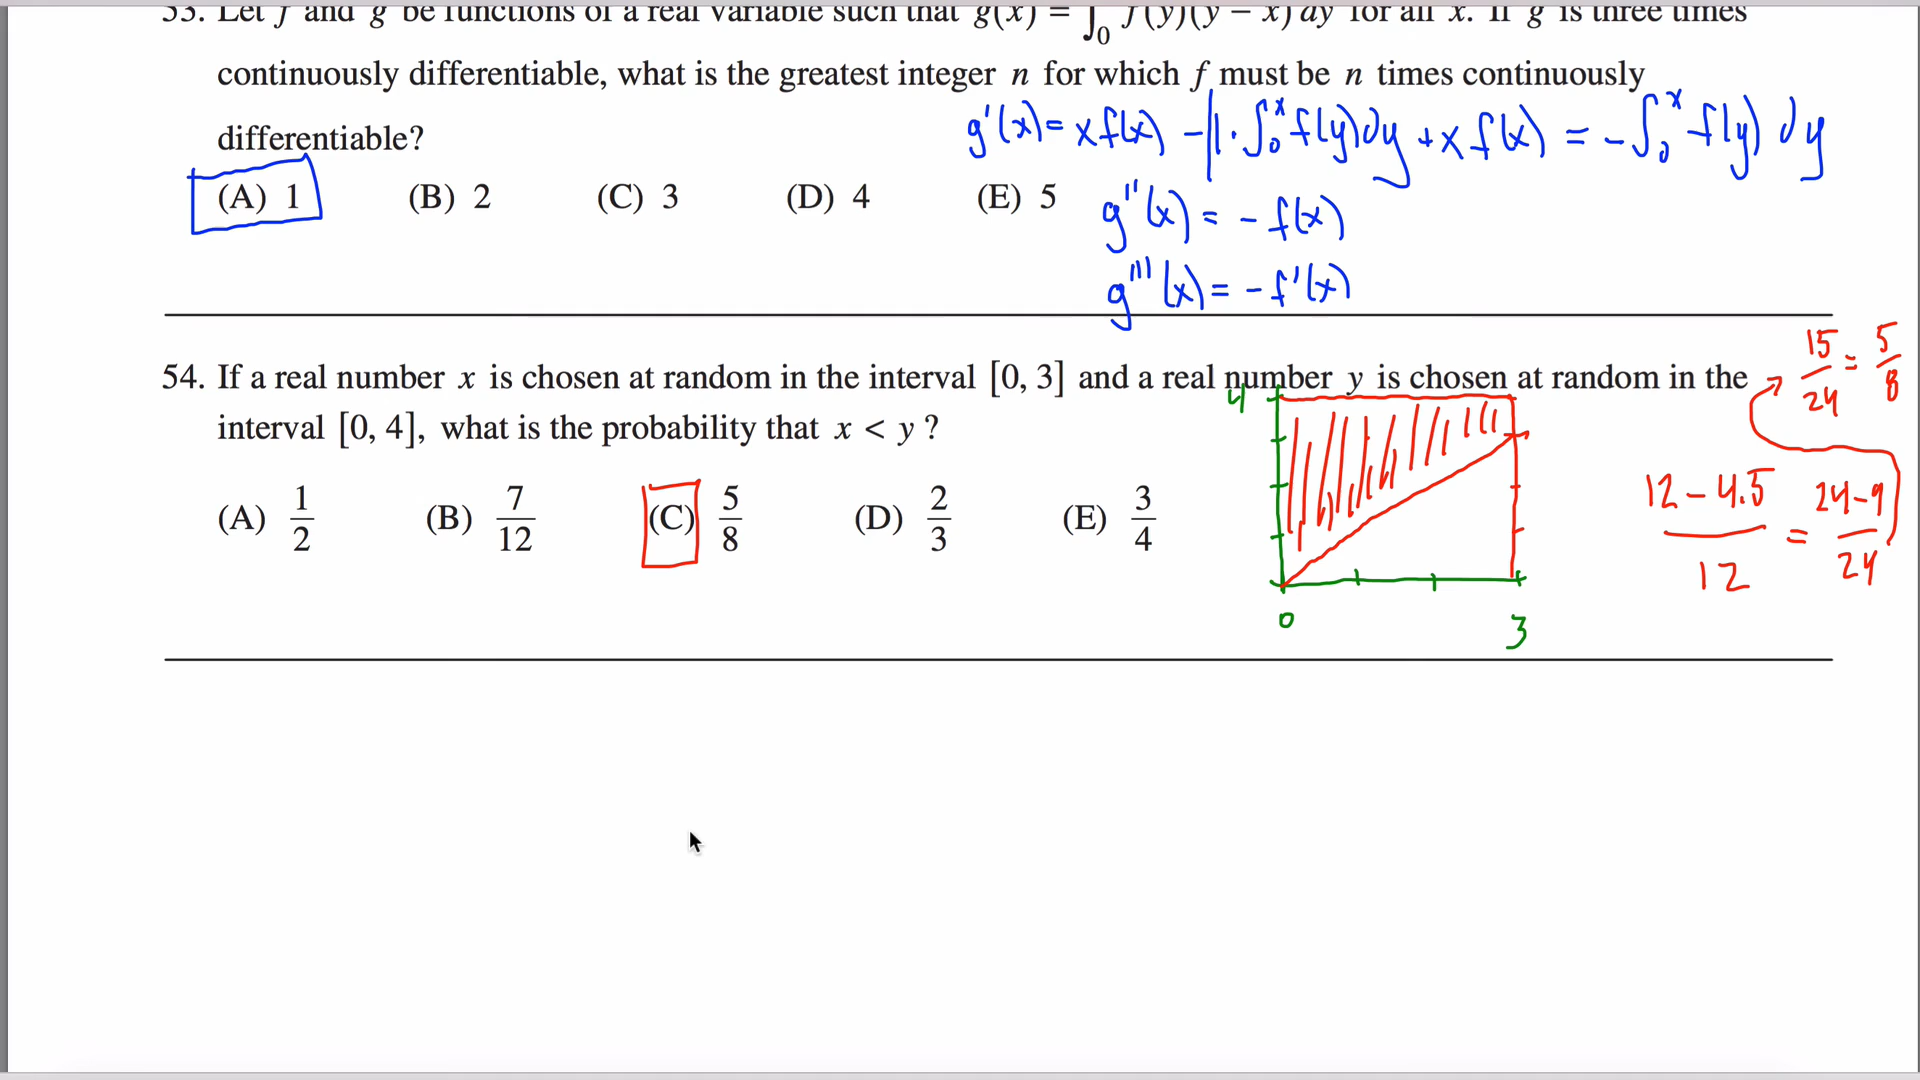 53. Let f and g be functions of a real variable such that g(x) = ∫₀ f(y)(y − x) dy for all x. If g is three times
continuously differentiable, what is the greatest integer n for which f must be n times continuously
differentiable?
g'(x) = x f(x) − [1·∫₀ˣ f(y) dy + x f(x) = −∫₀ˣ f(y) dy
(A) 1 (B) 2 (C) 3 (D) 4 (E) 5
g''(x) = − f(x)
g'''(x) = − f'(x)
54. If a real number x is chosen at random in the interval [0, 3] and a real number y is chosen at random in the
interval [0, 4], what is the probability that x < y ?
(A) 1/2 (B) 7/12 (C) 5/8 (D) 2/3 (E) 3/4
4
0
3
12 − 4.5 / 12 = 24 − 9 / 24
15/24 = 5/8